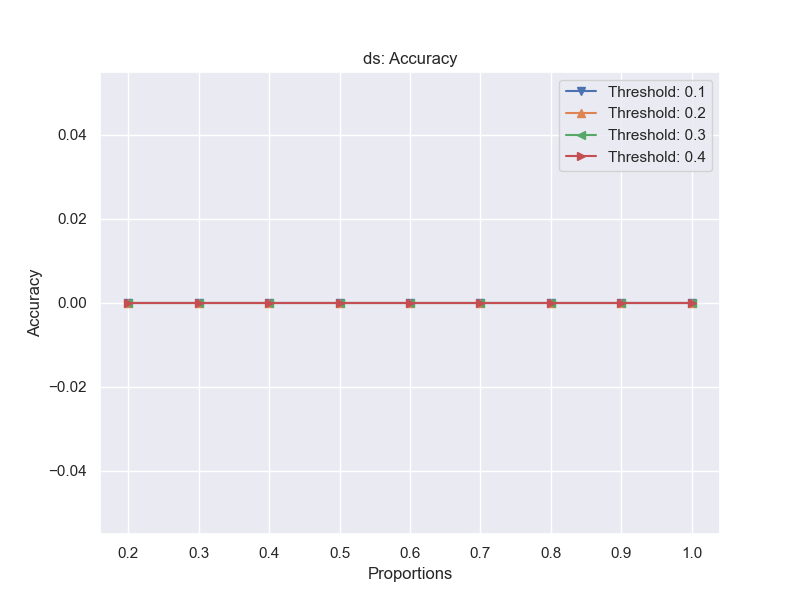 ds: Accuracy
Threshold: 0.1
Threshold: 0.2
Threshold: 0.3
Threshold: 0.4
0.04
0.02
0.00
−0.02
−0.04
Accuracy
0.2 0.3 0.4 0.5 0.6 0.7 0.8 0.9 1.0
Proportions